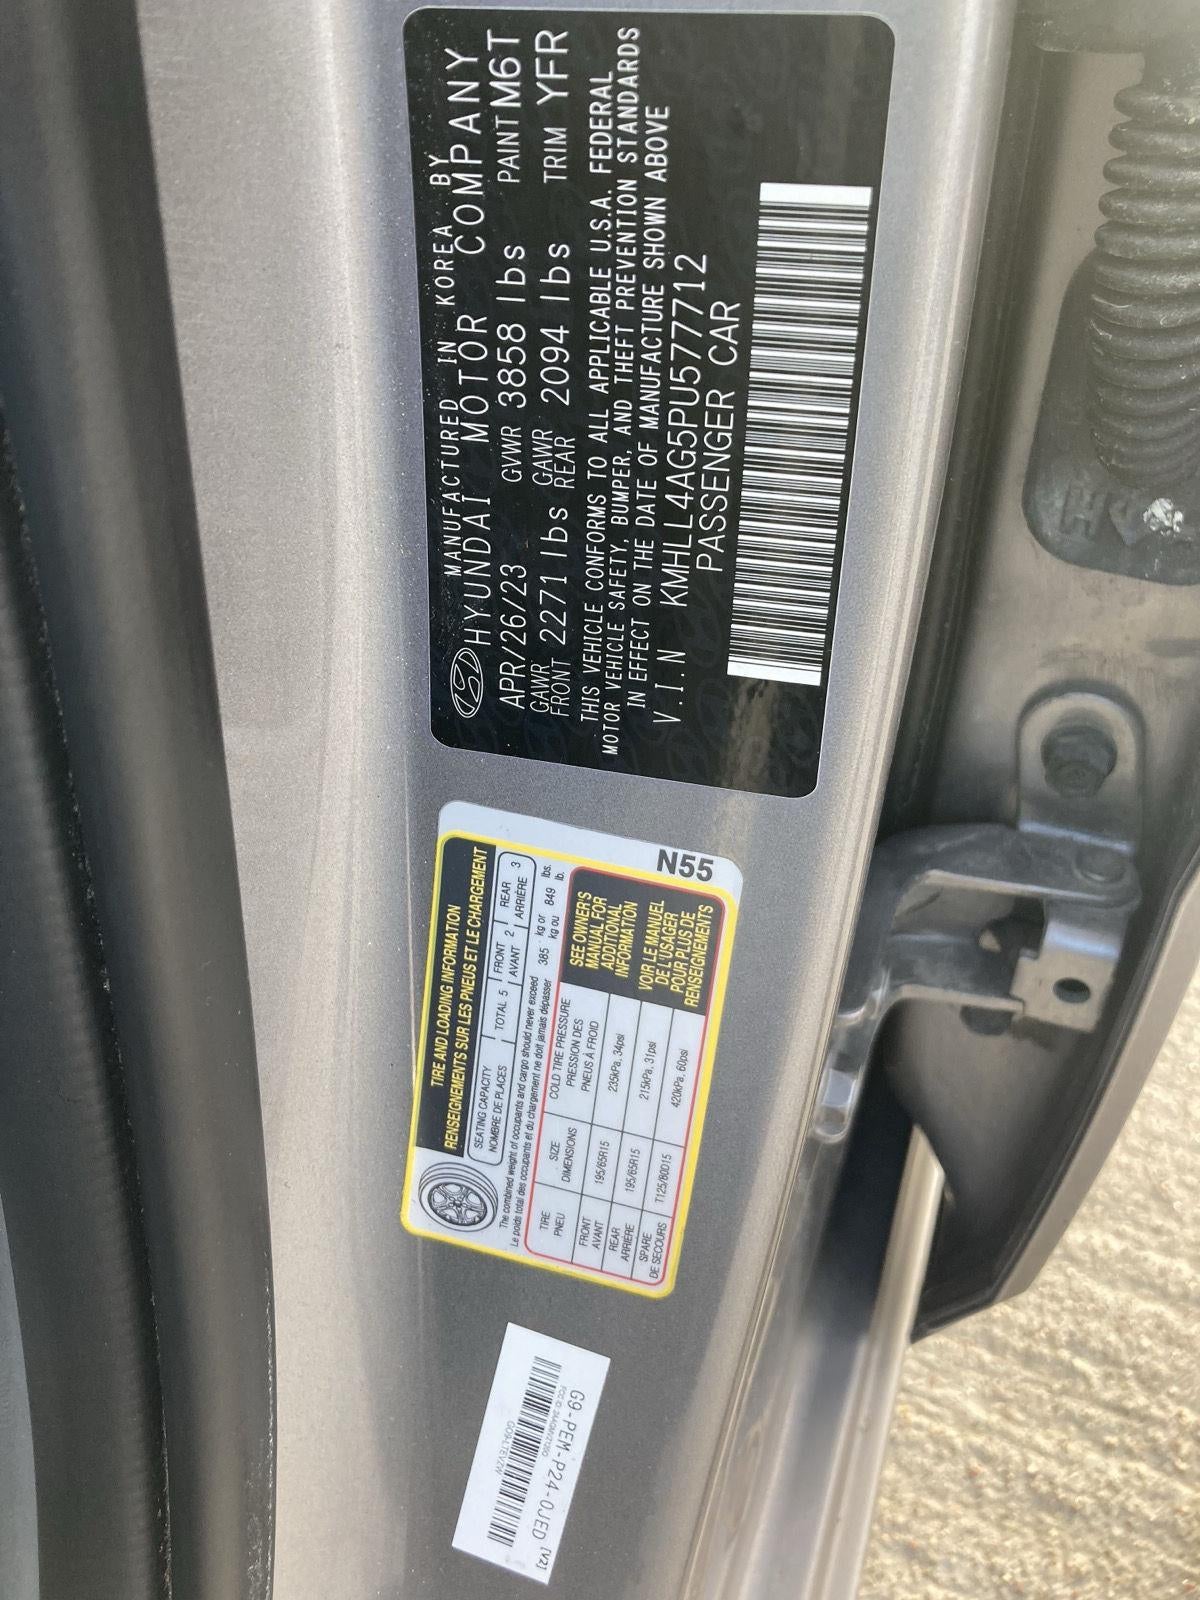 MANUFACTURED IN KOREA BY
HYUNDAI MOTOR COMPANY
APR/26/23 GVWR 3858 lbs PAINT M6T
GAWR FRONT 2271 lbs GAWR REAR 2094 lbs TRIM YFR
THIS VEHICLE CONFORMS TO ALL APPLICABLE U.S.A. FEDERAL
MOTOR VEHICLE SAFETY, BUMPER, AND THEFT PREVENTION STANDARDS
IN EFFECT ON THE DATE OF MANUFACTURE SHOWN ABOVE
V.I.N KMHLL4AG5PU577712
PASSENGER CAR
TIRE AND LOADING INFORMATION
RENSEIGNEMENTS SUR LES PNEUS ET LE CHARGEMENT
SEATING CAPACITY
NOMBRE DE PLACES
TOTAL 5
FRONT
AVANT
2
REAR
ARRIÈRE
3
The combined weight of occupants and cargo should never exceed 385 kg or 849 lbs.
Le poids total des occupants et du chargement ne doit jamais dépasser kg ou lb.
TIRE SIZE COLD TIRE PRESSURE
PNEU DIMENSIONS PRESSION DES
PNEUS À FROID
FRONT
AVANT
195/65R15 235kPa, 34psi
REAR
ARRIERE
195/65R15 215kPa, 31psi
SPARE
DE SECOURS
T125/80D15 420kPa, 60psi
SEE OWNER'S
MANUAL FOR
ADDITIONAL
INFORMATION
VOIR LE MANUEL
DE L'USAGER
POUR PLUS DE
RENSEIGNEMENTS
N55
G9-PEM-P24-0JED [V2]